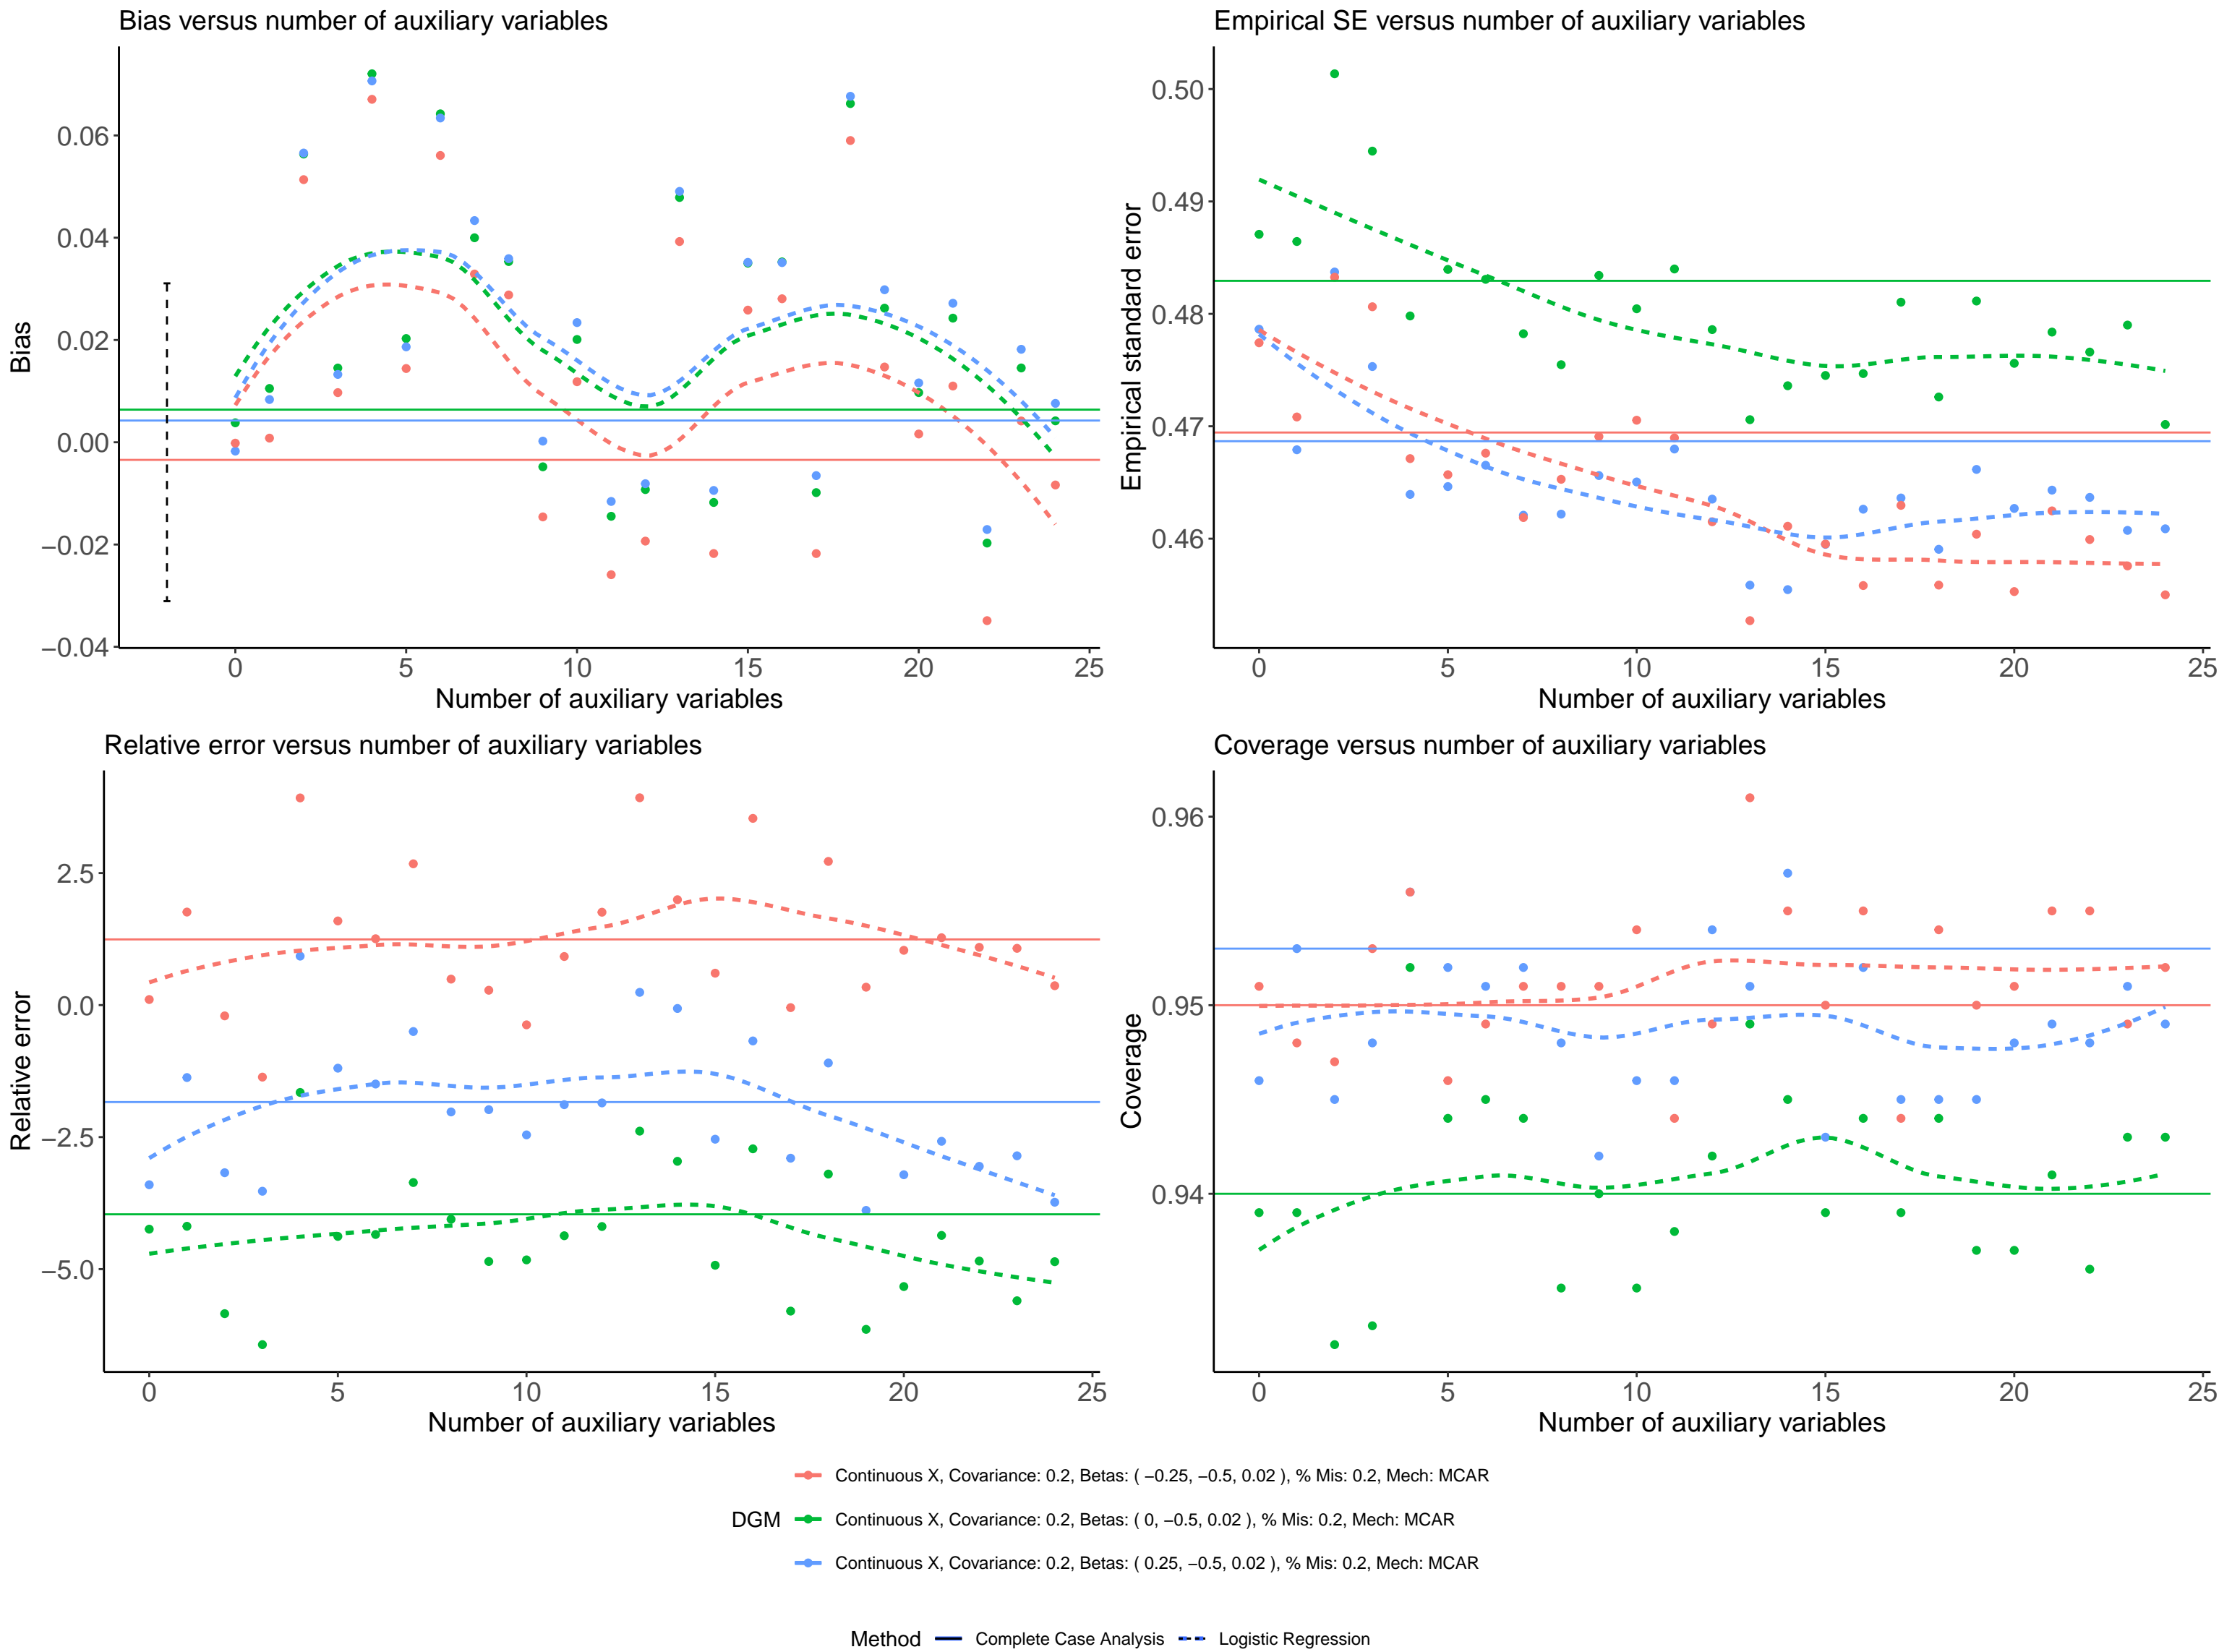 Bias versus number of auxiliary variables
Bias
0.06
0.04
0.02
0.00
−0.02
−0.04
0 5 10 15 20 25
Number of auxiliary variables
Empirical SE versus number of auxiliary variables
Empirical standard error
0.50
0.49
0.48
0.47
0.46
0 5 10 15 20 25
Number of auxiliary variables
Relative error versus number of auxiliary variables
Relative error
2.5
0.0
−2.5
−5.0
0 5 10 15 20 25
Number of auxiliary variables
Coverage versus number of auxiliary variables
Coverage
0.96
0.95
0.94
0 5 10 15 20 25
Number of auxiliary variables
DGM
Continuous X, Covariance: 0.2, Betas: ( −0.25, −0.5, 0.02 ), % Mis: 0.2, Mech: MCAR
Continuous X, Covariance: 0.2, Betas: ( 0, −0.5, 0.02 ), % Mis: 0.2, Mech: MCAR
Continuous X, Covariance: 0.2, Betas: ( 0.25, −0.5, 0.02 ), % Mis: 0.2, Mech: MCAR
Method Complete Case Analysis Logistic Regression